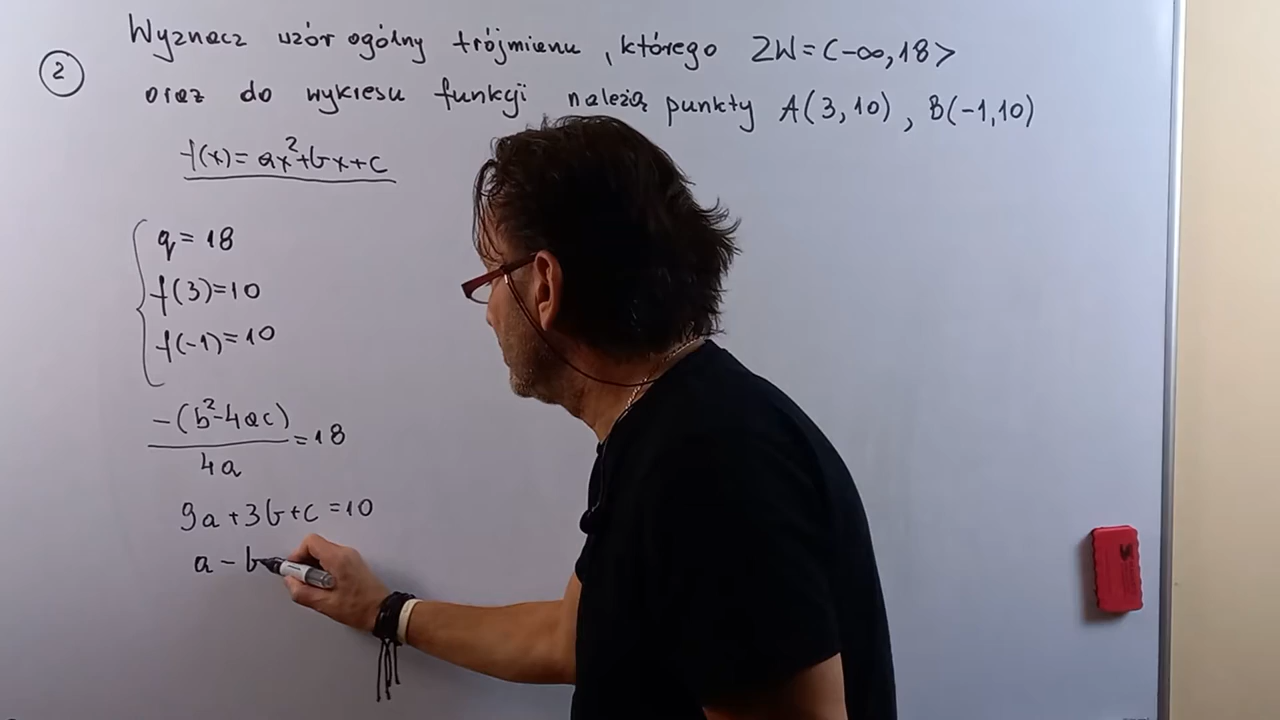 2
Wyznacz wzór ogólny trójmianu, którego ZW=(-∞,18>
oraz do wykresu funkcji należą punkty A(3,10), B(-1,10)
f(x)=ax²+bx+c
q=18
f(3)=10
f(-1)=10
-(b²-4ac)/4a=18
9a+3b+c=10
a-b